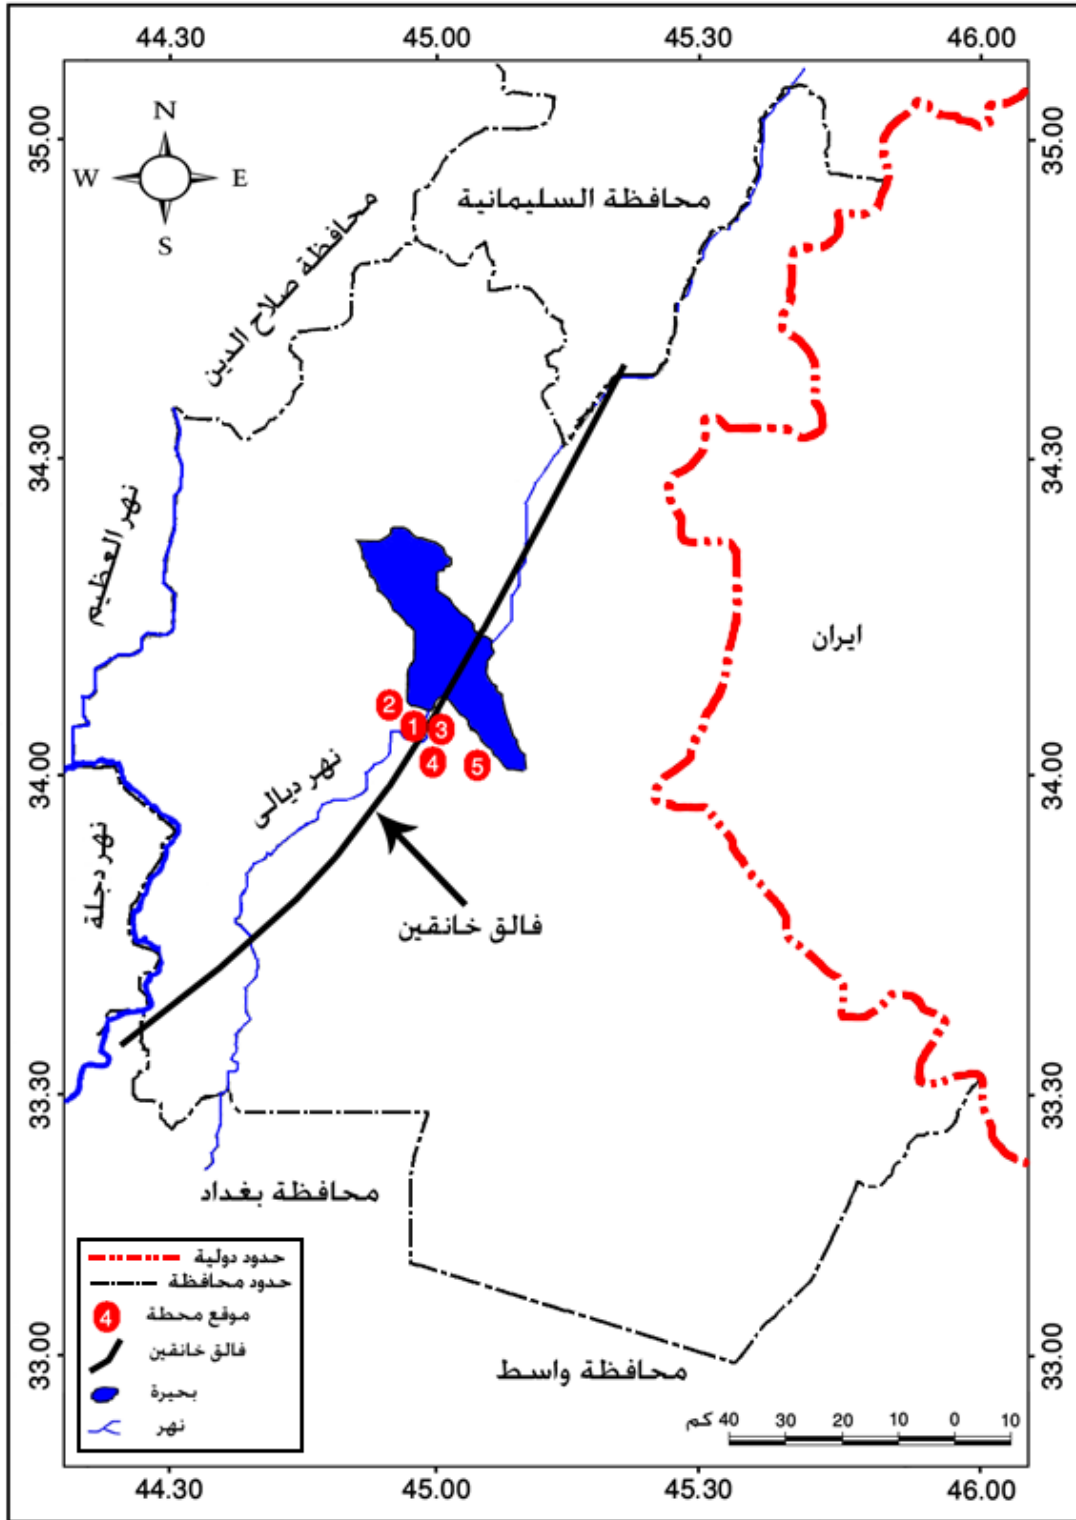 44.30 45.00 45.30 46.00
35.00 35.00
N
W E
S
محافظة السليمانية
محافظة صلاح الدين
34.30 34.30
نهر العظيم
ايران
2
1 3
4 5
34.00 34.00
نهر ديالى
نهر دجلة
فالق خانقين
33.30 33.30
محافظة بغداد
حدود دولية
حدود محافظة
4 موقع محطة
فالق خانقين
بحيرة
نهر
33.00 33.00
محافظة واسط
كم 40 30 20 10 0 10
44.30 45.00 45.30 46.00